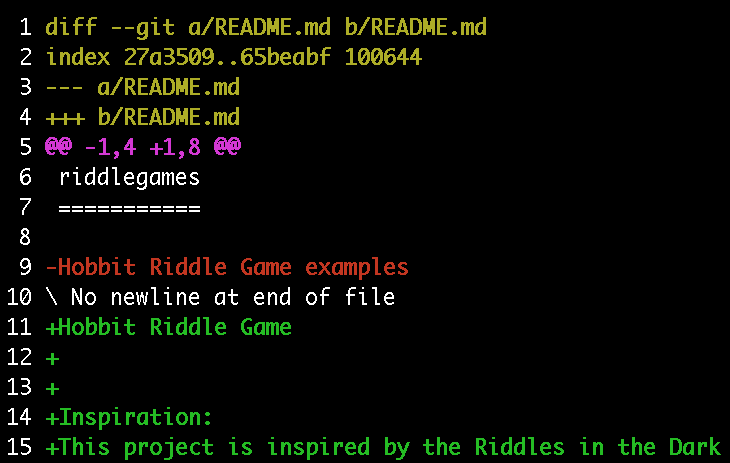 1 diff --git a/README.md b/README.md
2 index 27a3509..65beabf 100644
3 --- a/README.md
4 +++ b/README.md
5 @@ -1,4 +1,8 @@
6  riddlegames
7  ===========
8
9 -Hobbit Riddle Game examples
10 \ No newline at end of file
11 +Hobbit Riddle Game
12 +
13 +
14 +Inspiration:
15 +This project is inspired by the Riddles in the Dark